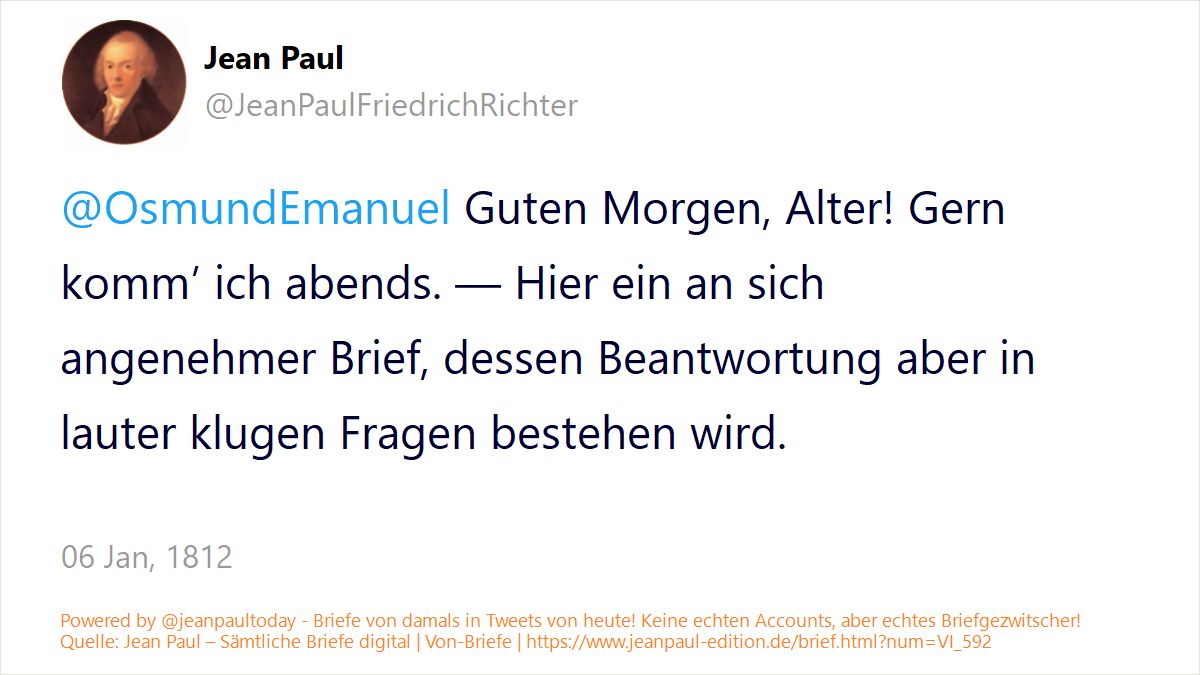 Jean Paul
@JeanPaulFriedrichRichter
@OsmundEmanuel Guten Morgen, Alter! Gern
komm’ ich abends. — Hier ein an sich
angenehmer Brief, dessen Beantwortung aber in
lauter klugen Fragen bestehen wird.
06 Jan, 1812
Powered by @jeanpaultoday - Briefe von damals in Tweets von heute! Keine echten Accounts, aber echtes Briefgezwitscher!
Quelle: Jean Paul – Sämtliche Briefe digital | Von-Briefe | https://www.jeanpaul-edition.de/brief.html?num=VI_592